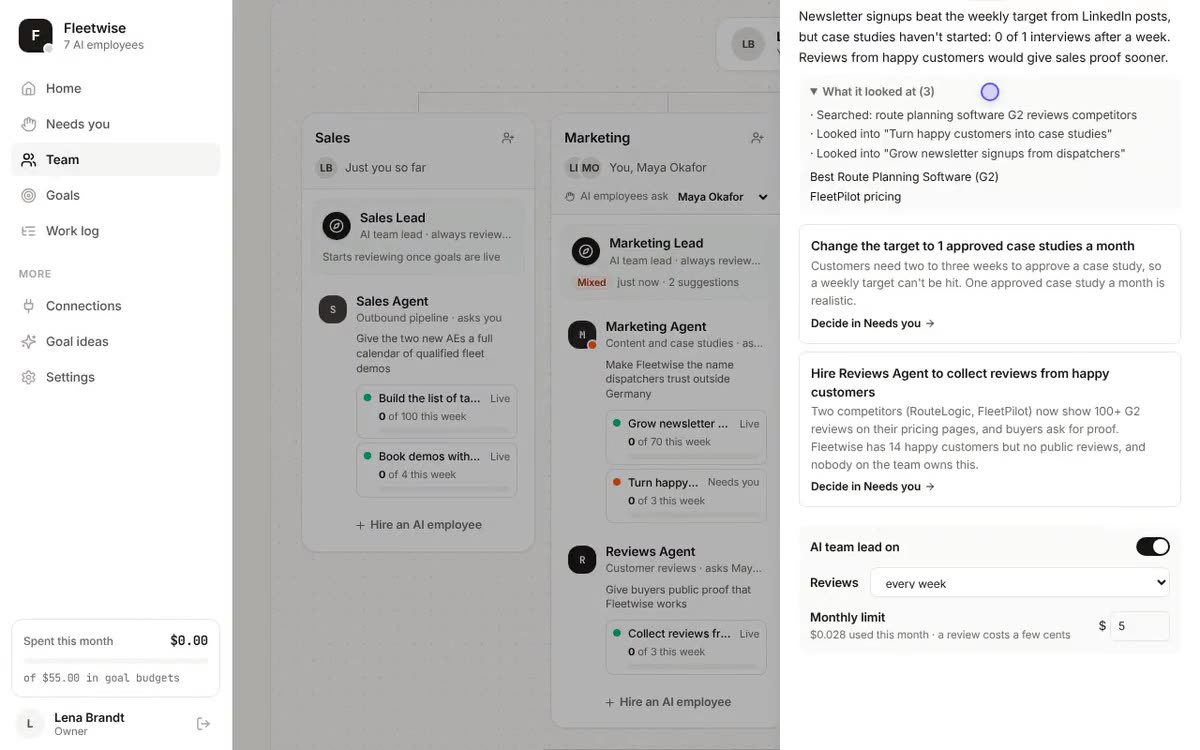 F
Fleetwise
7 AI employees
Home
Needs you
Team
Goals
Work log
MORE
Connections
Goal ideas
Settings
Spent this month $0.00
of $55.00 in goal budgets
L
Lena Brandt
Owner
LB
Sales
LB Just you so far
Sales Lead
AI team lead · always review...
Starts reviewing once goals are live
S
Sales Agent
Outbound pipeline · asks you
Give the two new AEs a full
calendar of qualified fleet
demos
Build the list of ta... Live
0 of 100 this week
Book demos with... Live
0 of 4 this week
+ Hire an AI employee
Marketing
LI MO You, Maya Okafor
AI employees ask Maya Okafor
Marketing Lead
AI team lead · always review...
Mixed just now · 2 suggestions
M
Marketing Agent
Content and case studies · as...
Make Fleetwise the name
dispatchers trust outside
Germany
Grow newsletter ... Live
0 of 70 this week
Turn happy... Needs you
0 of 3 this week
R
Reviews Agent
Customer reviews · asks May...
Give buyers public proof that
Fleetwise works
Collect reviews fr... Live
0 of 3 this week
+ Hire an AI employee
Newsletter signups beat the weekly target from LinkedIn posts,
but case studies haven't started: 0 of 1 interviews after a week.
Reviews from happy customers would give sales proof sooner.
▼ What it looked at (3)
· Searched: route planning software G2 reviews competitors
· Looked into "Turn happy customers into case studies"
· Looked into "Grow newsletter signups from dispatchers"
Best Route Planning Software (G2)
FleetPilot pricing
Change the target to 1 approved case studies a month
Customers need two to three weeks to approve a case study, so
a weekly target can't be hit. One approved case study a month is
realistic.
Decide in Needs you →
Hire Reviews Agent to collect reviews from happy
customers
Two competitors (RouteLogic, FleetPilot) now show 100+ G2
reviews on their pricing pages, and buyers ask for proof.
Fleetwise has 14 happy customers but no public reviews, and
nobody on the team owns this.
Decide in Needs you →
AI team lead on
Reviews every week
Monthly limit
$0.028 used this month · a review costs a few cents
$ 5